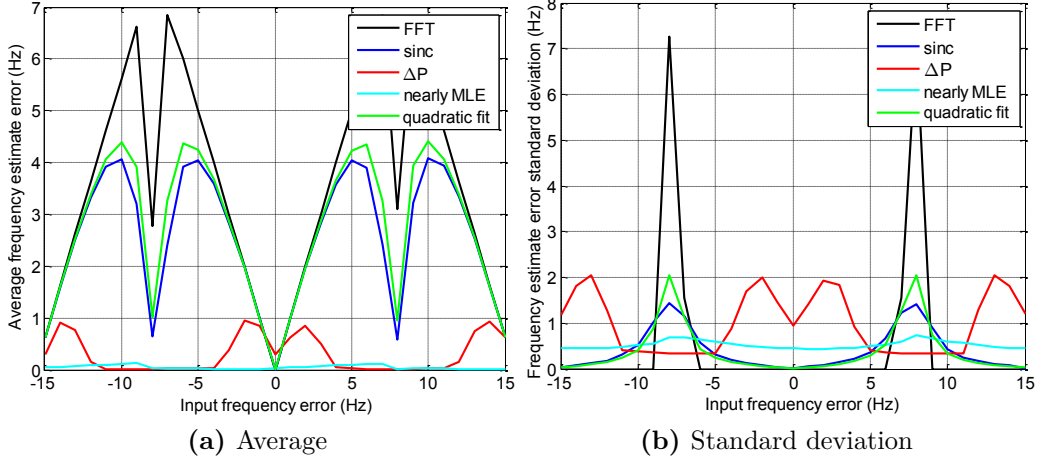 7
6
5
4
3
2
1
0
-15
-10
-5
0
5
10
15
Average frequency estimate error (Hz)
Input frequency error (Hz)
FFT
sinc
ΔP
nearly MLE
quadratic fit
(a) Average
8
7
6
5
4
3
2
1
0
-15
-10
-5
0
5
10
15
Frequency estimate error standard deviation (Hz)
Input frequency error (Hz)
FFT
sinc
ΔP
nearly MLE
quadratic fit
(b) Standard deviation